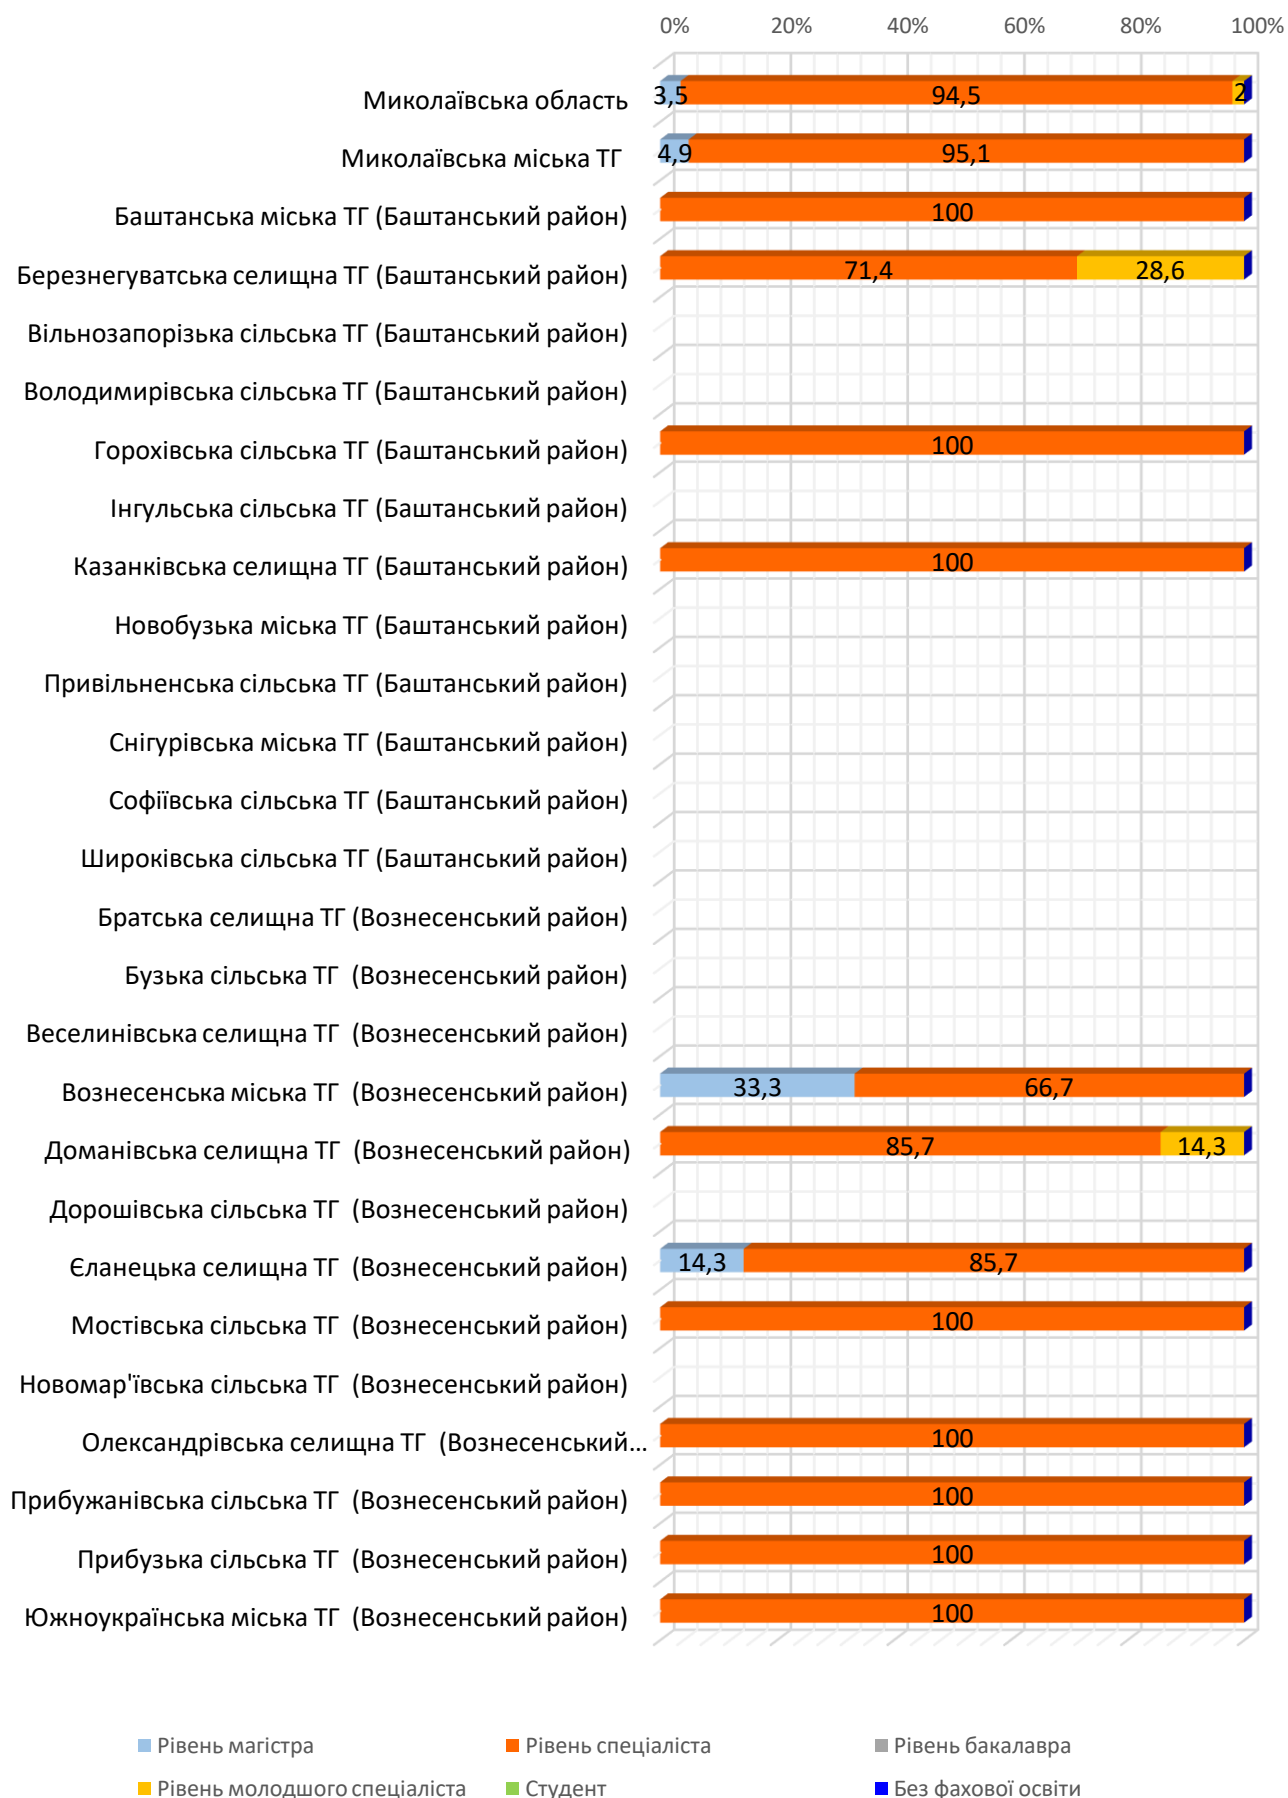 0% 20% 40% 60% 80% 100%
Миколаївська область 3,5 94,5 2
Миколаївська міська ТГ 4,9 95,1
Баштанська міська ТГ (Баштанський район) 100
Березнегуватська селищна ТГ (Баштанський район) 71,4 28,6
Вільнозапорізька сільська ТГ (Баштанський район)
Володимирівська сільська ТГ (Баштанський район)
Горохівська сільська ТГ (Баштанський район) 100
Інгульська сільська ТГ (Баштанський район)
Казанківська селищна ТГ (Баштанський район) 100
Новобузька міська ТГ (Баштанський район)
Привільненська сільська ТГ (Баштанський район)
Снігурівська міська ТГ (Баштанський район)
Софіївська сільська ТГ (Баштанський район)
Широківська сільська ТГ (Баштанський район)
Братська селищна ТГ (Вознесенський район)
Бузька сільська ТГ (Вознесенський район)
Веселинівська селищна ТГ (Вознесенський район)
Вознесенська міська ТГ (Вознесенський район) 33,3 66,7
Доманівська селищна ТГ (Вознесенський район) 85,7 14,3
Дорошівська сільська ТГ (Вознесенський район)
Єланецька селищна ТГ (Вознесенський район) 14,3 85,7
Мостівська сільська ТГ (Вознесенський район) 100
Новомар'ївська сільська ТГ (Вознесенський район)
Олександрівська селищна ТГ (Вознесенський... 100
Прибужанівська сільська ТГ (Вознесенський район) 100
Прибузька сільська ТГ (Вознесенський район) 100
Южноукраїнська міська ТГ (Вознесенський район) 100
Рівень магістра Рівень спеціаліста Рівень бакалавра
Рівень молодшого спеціаліста Студент Без фахової освіти